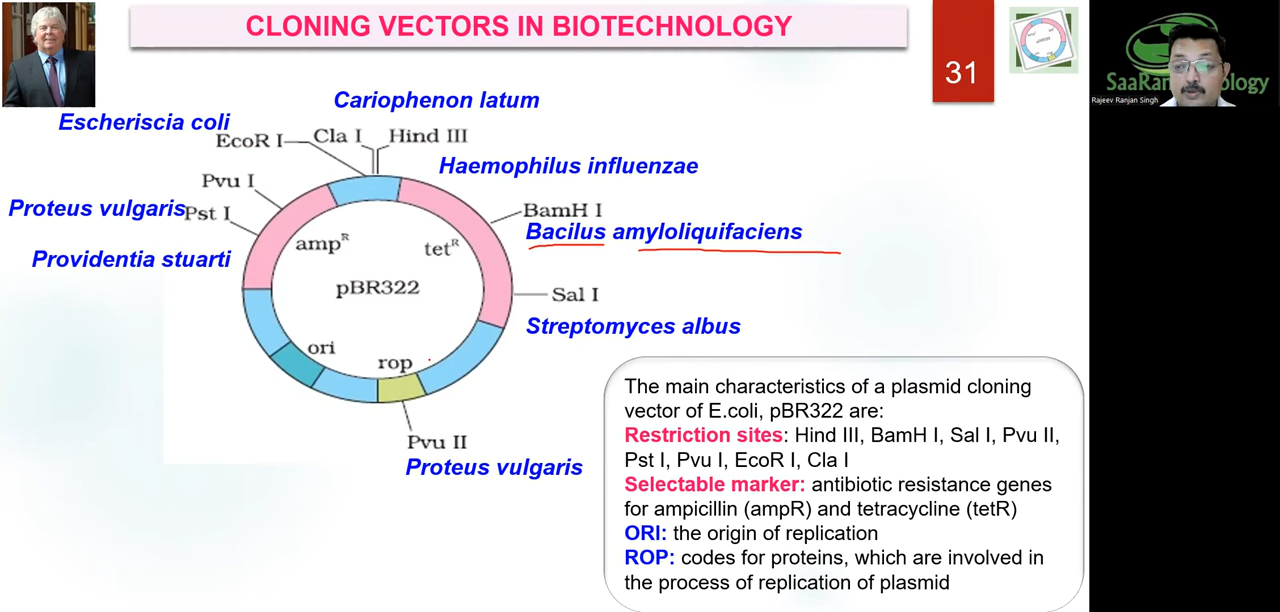 CLONING VECTORS IN BIOTECHNOLOGY
31
Rajeev Ranjan Singh
Cariophenon latum
Escheriscia coli
EcoR I
Cla I
Hind III
Haemophilus influenzae
Pvu I
Proteus vulgaris
Pst I
BamH I
Bacilus amyloliquifaciens
ampR
tetR
Providentia stuarti
pBR322
Sal I
Streptomyces albus
ori
rop
Pvu II
Proteus vulgaris
The main characteristics of a plasmid cloning
vector of E.coli, pBR322 are:
Restriction sites: Hind III, BamH I, Sal I, Pvu II,
Pst I, Pvu I, EcoR I, Cla I
Selectable marker: antibiotic resistance genes
for ampicillin (ampR) and tetracycline (tetR)
ORI: the origin of replication
ROP: codes for proteins, which are involved in
the process of replication of plasmid